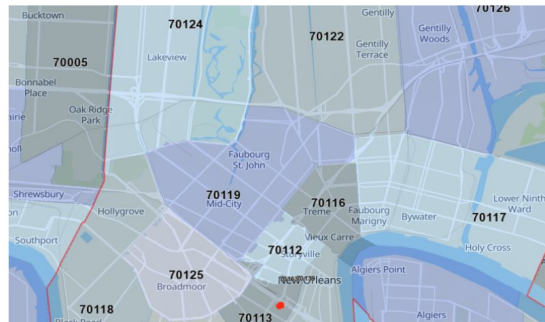 Bucktown
70124
70126
Gentilly
70122
Gentilly
Woods
70005
Lakeview
Gentilly
Terrace
Bonnabel
Place
Oak Ridge
Park
Faubourg
St. John
Shrewsbury
70119
Mid-City
70116
Treme
Faubourg
Marigny
Bywater
Lower Ninth
Ward
70117
Hollygrove
Southport
Vieux Carre
70112
Storyville
Holy Cross
70125
Broadmoor
New Orleans
Algiers Point
70118
70113
Algiers